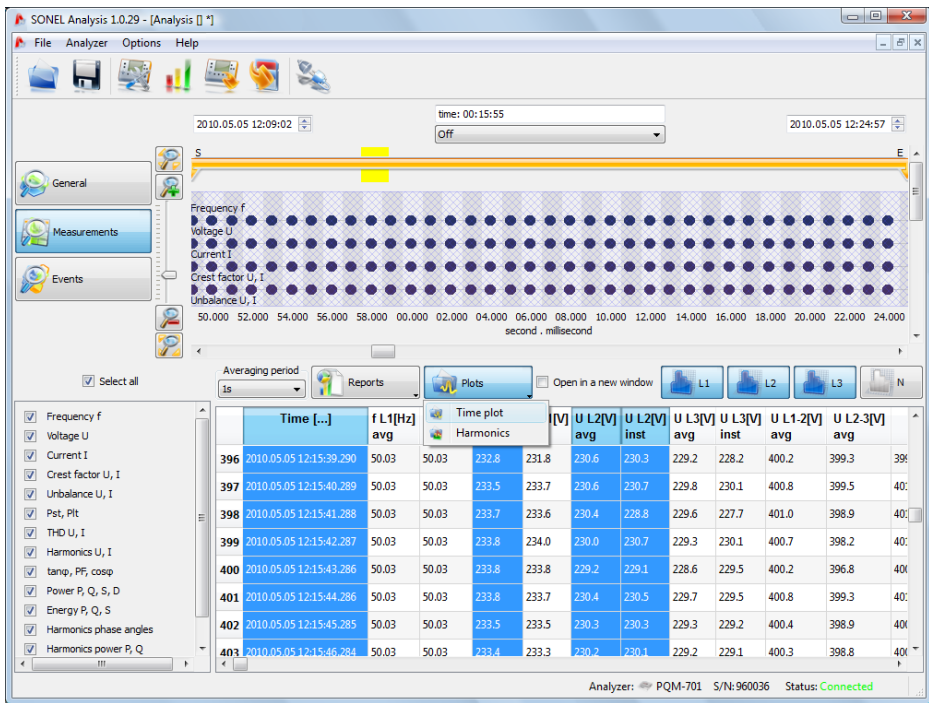 SONEL Analysis 1.0.29 - [Analysis [] *]
File Analyzer Options Help
time: 00:15:55
2010.05.05 12:09:02
Off
2010.05.05 12:24:57
S E
General
Measurements
Events
Frequency f
Voltage U
Current I
Crest factor U, I
Unbalance U, I
50.000 52.000 54.000 56.000 58.000 00.000 02.000 04.000 06.000 08.000 10.000 12.000 14.000 16.000 18.000 20.000 22.000 24.000
second . milisecond
Select all
Averaging period
1s
Reports
Plots
Open in a new window
L1
L2
L3
N
Time plot
Harmonics
Frequency f
Voltage U
Current I
Crest factor U, I
Unbalance U, I
Pst, Plt
THD U, I
Harmonics U, I
tanφ, PF, cosφ
Power P, Q, S, D
Energy P, Q, S
Harmonics phase angles
Harmonics power P, Q
Time [...] f L1[Hz] [V] U L2[V] U L2[V] U L3[V] U L3[V] U L1-2[V] U L2-3[V]
avg avg inst avg inst avg avg
396 2010.05.05 12:15:39.290 50.03 50.03 232.8 231.8 230.6 230.3 229.2 228.2 400.2 399.3 399
397 2010.05.05 12:15:40.289 50.03 50.03 233.5 233.7 230.6 230.7 229.8 230.1 400.8 399.5 401
398 2010.05.05 12:15:41.288 50.03 50.03 233.7 233.6 230.4 228.8 229.6 227.7 401.0 398.9 401
399 2010.05.05 12:15:42.287 50.03 50.03 233.8 234.0 230.0 230.7 229.3 230.1 400.7 398.2 401
400 2010.05.05 12:15:43.286 50.03 50.03 233.8 233.8 229.2 229.1 228.6 229.5 400.2 396.8 400
401 2010.05.05 12:15:44.286 50.03 50.03 233.8 233.7 230.4 230.5 229.7 229.5 400.8 399.3 401
402 2010.05.05 12:15:45.285 50.03 50.03 233.5 233.5 230.3 230.3 229.3 229.2 400.4 398.9 400
403 2010.05.05 12:15:46.284 50.03 50.03 233.4 233.3 230.2 230.1 229.2 229.1 400.3 398.8 400
Analyzer: PQM-701 S/N: 960036 Status: Connected